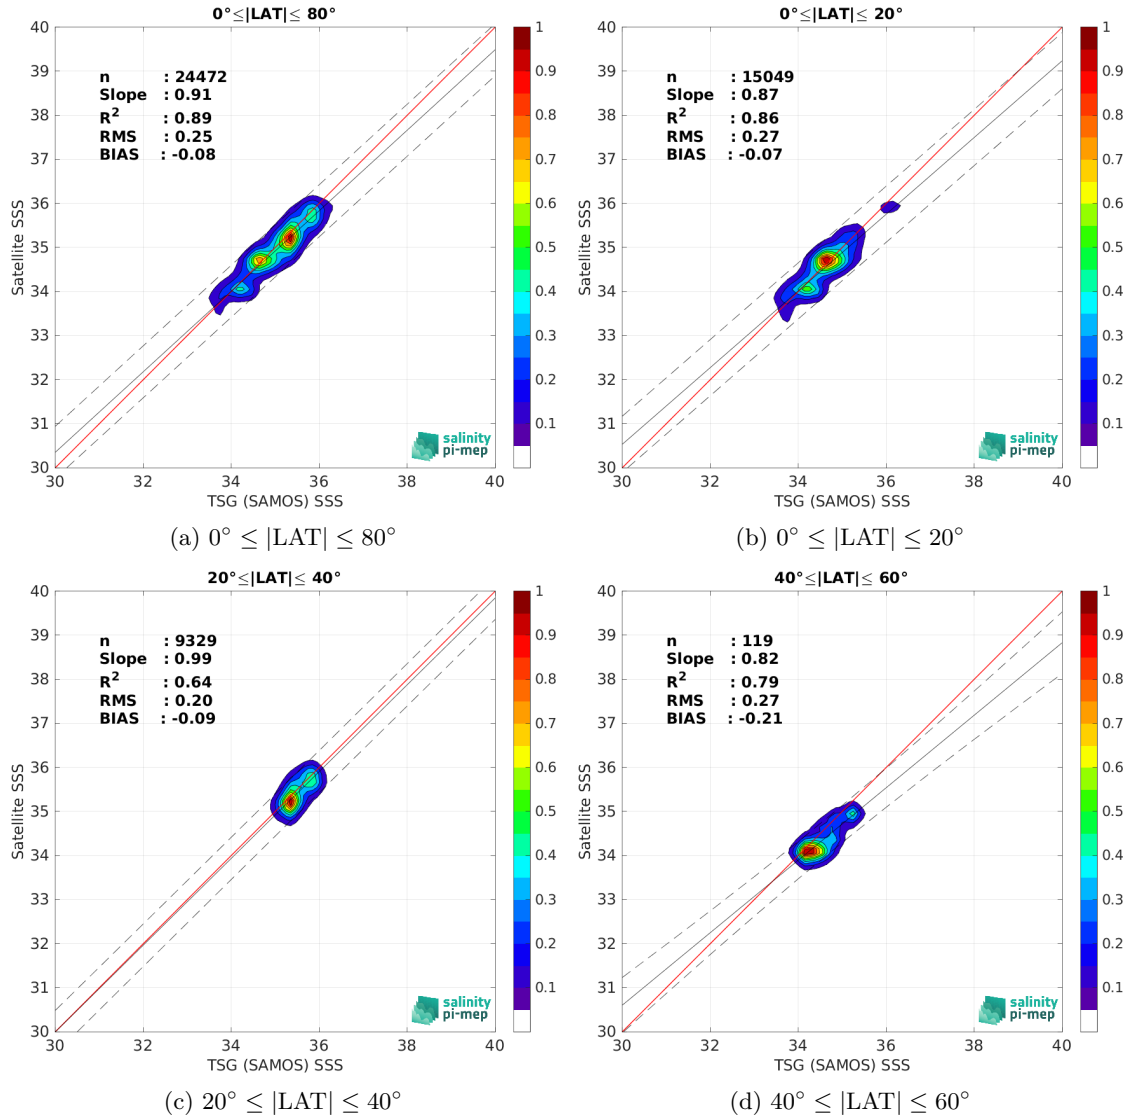 0°≤|LAT|≤ 80°
n : 24472
Slope : 0.91
R² : 0.89
RMS : 0.25
BIAS : -0.08
40
39
38
37
36
35
34
33
32
31
30
30 32 34 36 38 40
Satellite SSS
TSG (SAMOS) SSS
1
0.9
0.8
0.7
0.6
0.5
0.4
0.3
0.2
0.1
salinity
pi-mep
(a) 0° ≤ |LAT| ≤ 80°
0°≤|LAT|≤ 20°
n : 15049
Slope : 0.87
R² : 0.86
RMS : 0.27
BIAS : -0.07
40
39
38
37
36
35
34
33
32
31
30
30 32 34 36 38 40
Satellite SSS
TSG (SAMOS) SSS
1
0.9
0.8
0.7
0.6
0.5
0.4
0.3
0.2
0.1
salinity
pi-mep
(b) 0° ≤ |LAT| ≤ 20°
20°≤|LAT|≤ 40°
n : 9329
Slope : 0.99
R² : 0.64
RMS : 0.20
BIAS : -0.09
40
39
38
37
36
35
34
33
32
31
30
30 32 34 36 38 40
Satellite SSS
TSG (SAMOS) SSS
1
0.9
0.8
0.7
0.6
0.5
0.4
0.3
0.2
0.1
salinity
pi-mep
(c) 20° ≤ |LAT| ≤ 40°
40°≤|LAT|≤ 60°
n : 119
Slope : 0.82
R² : 0.79
RMS : 0.27
BIAS : -0.21
40
39
38
37
36
35
34
33
32
31
30
30 32 34 36 38 40
Satellite SSS
TSG (SAMOS) SSS
1
0.9
0.8
0.7
0.6
0.5
0.4
0.3
0.2
0.1
salinity
pi-mep
(d) 40° ≤ |LAT| ≤ 60°